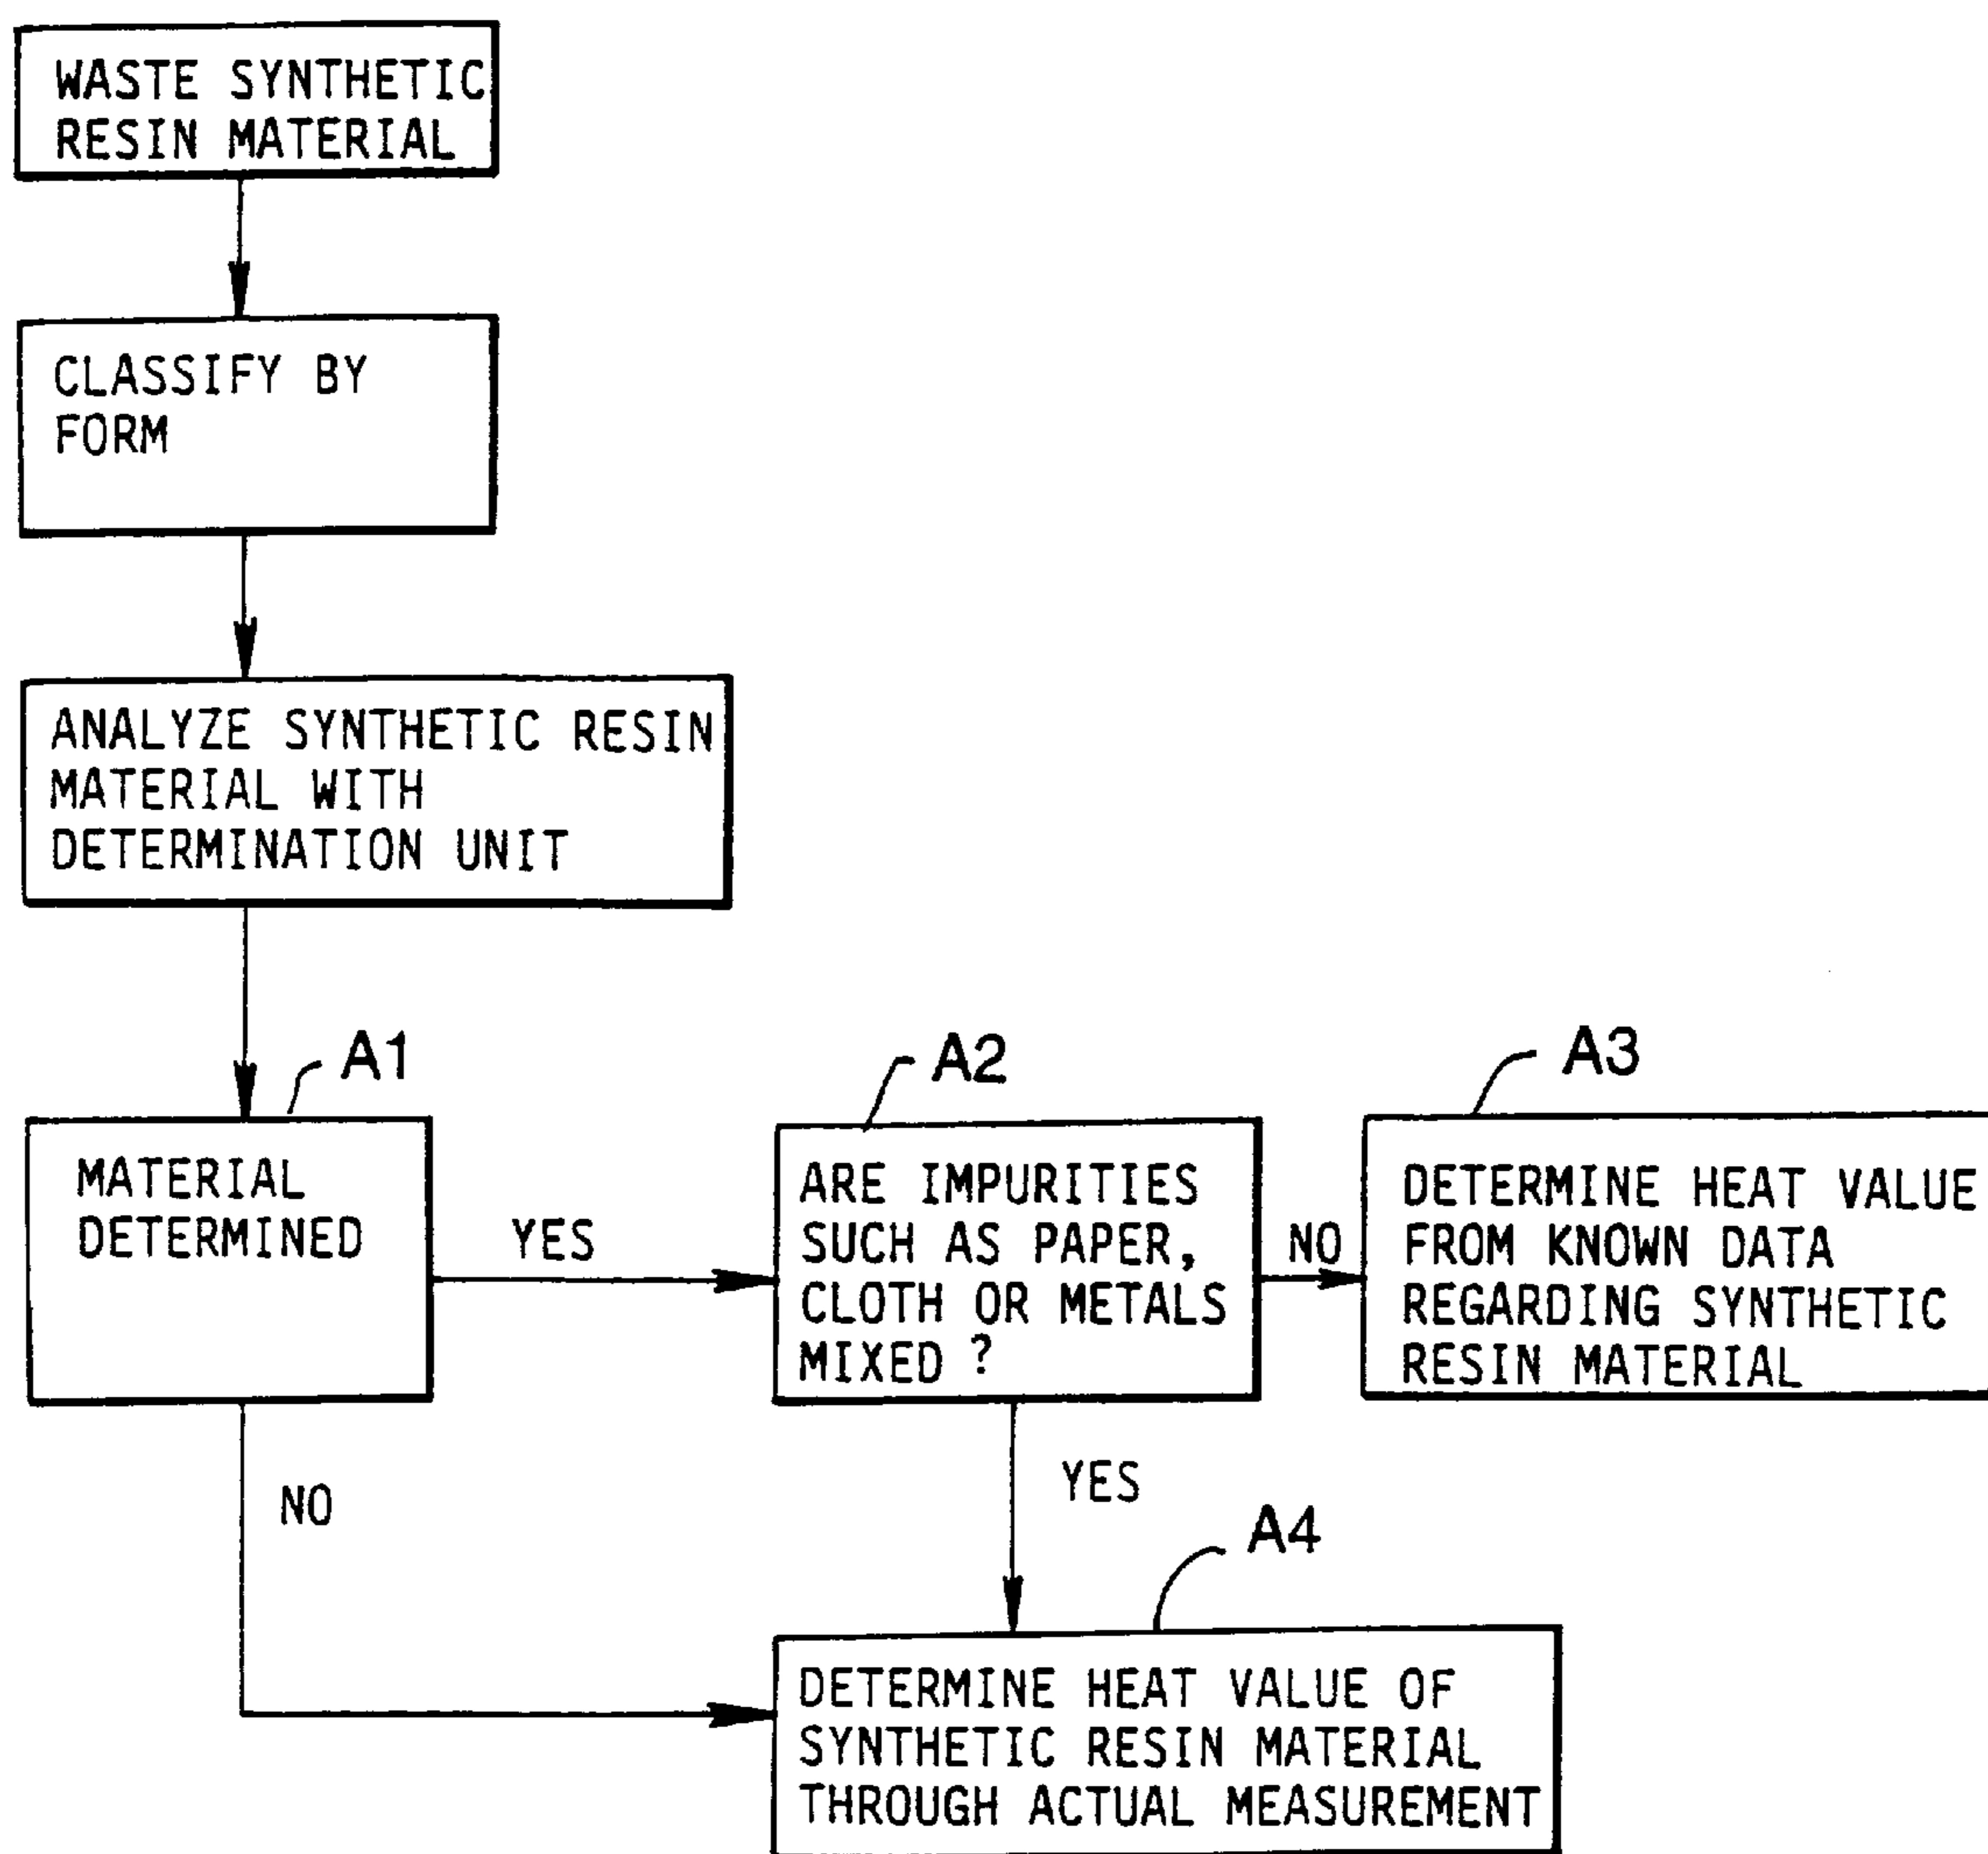 WASTE SYNTHETIC
RESIN MATERIAL
CLASSIFY BY
FORM
ANALYZE SYNTHETIC RESIN
MATERIAL WITH
DETERMINATION UNIT
A1
MATERIAL
DETERMINED
YES
NO
A2
ARE IMPURITIES
SUCH AS PAPER,
CLOTH OR METALS
MIXED ?
NO
YES
A3
DETERMINE HEAT VALUE
FROM KNOWN DATA
REGARDING SYNTHETIC
RESIN MATERIAL
A4
DETERMINE HEAT VALUE OF
SYNTHETIC RESIN MATERIAL
THROUGH ACTUAL MEASUREMENT